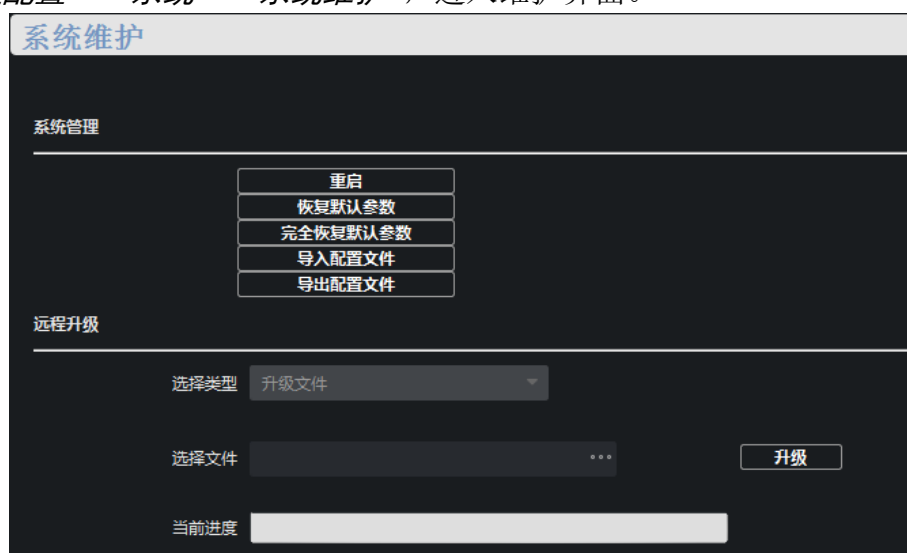 系统维护
系统管理
重启
恢复默认参数
完全恢复默认参数
导入配置文件
导出配置文件
远程升级
选择类型 升级文件
选择文件 升级
当前进度